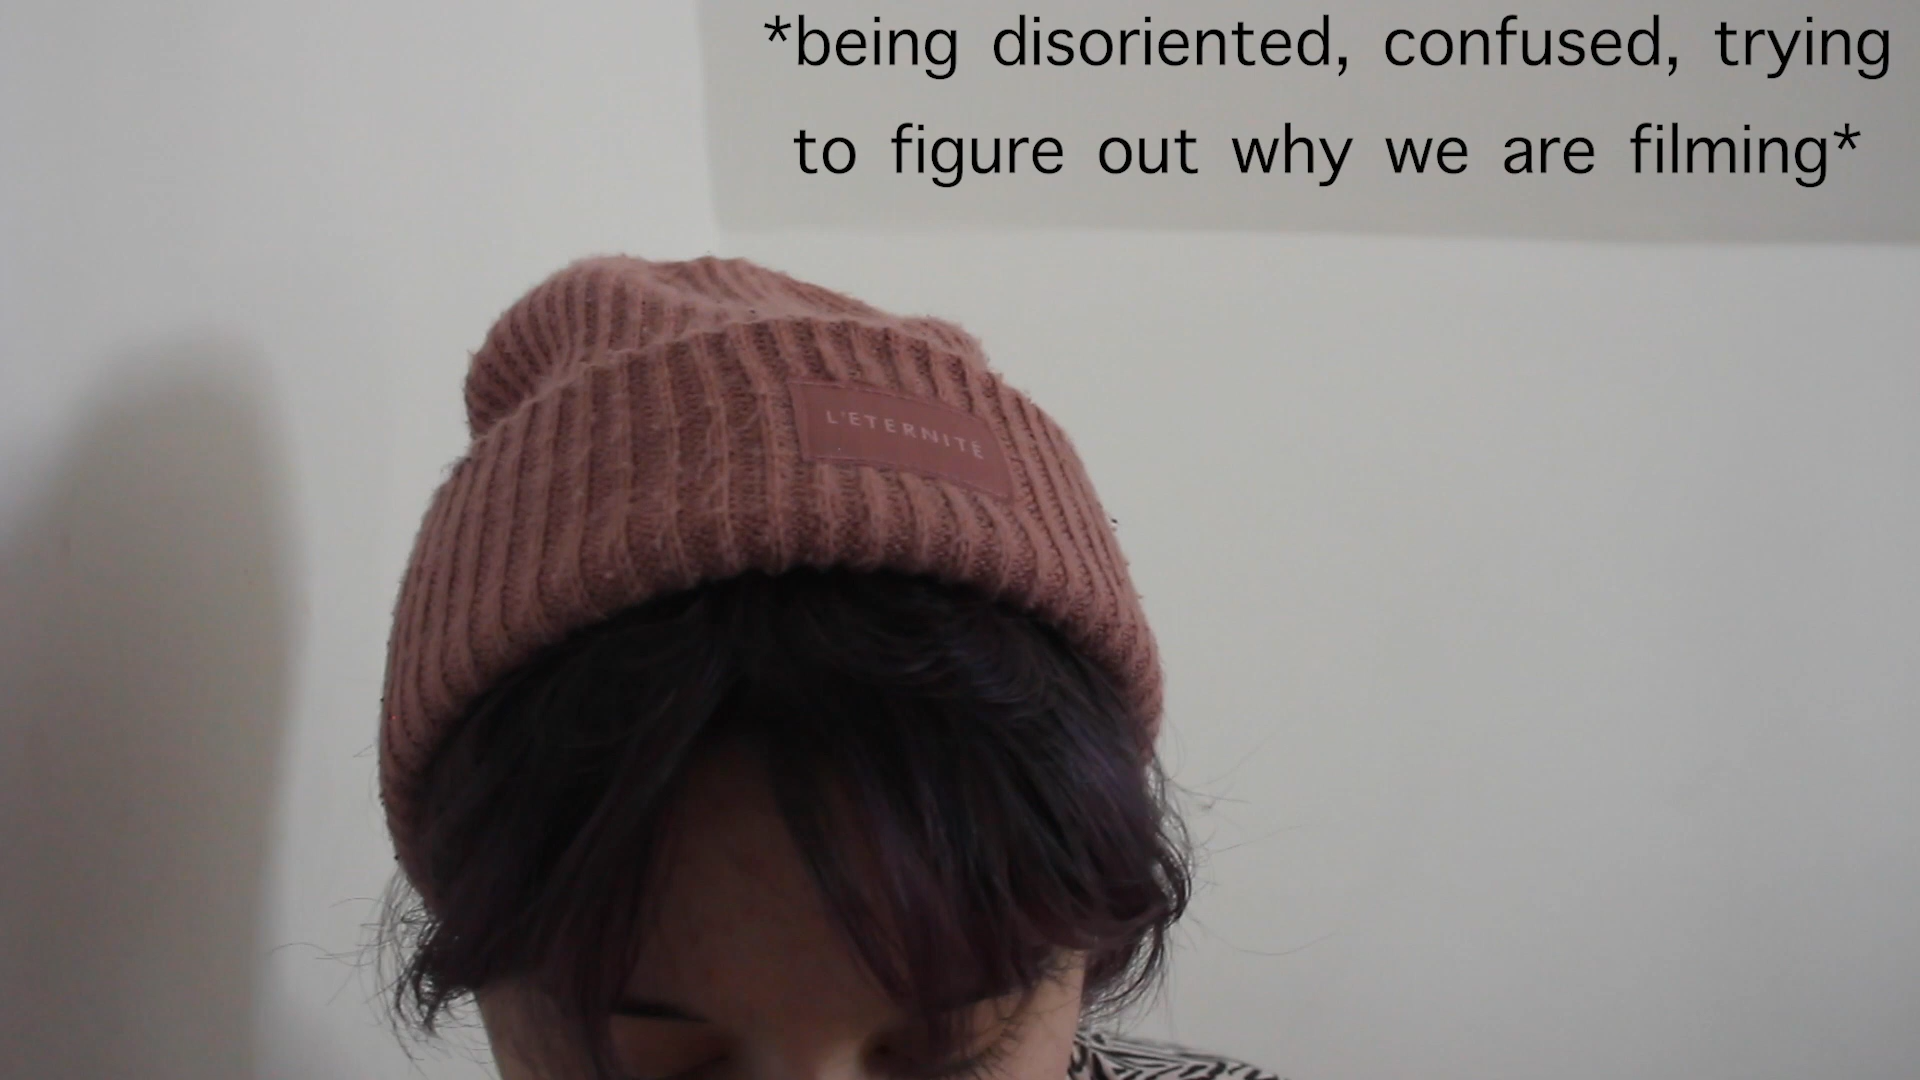 *being disoriented, confused, trying
to figure out why we are filming*
L'ETERNITÉ